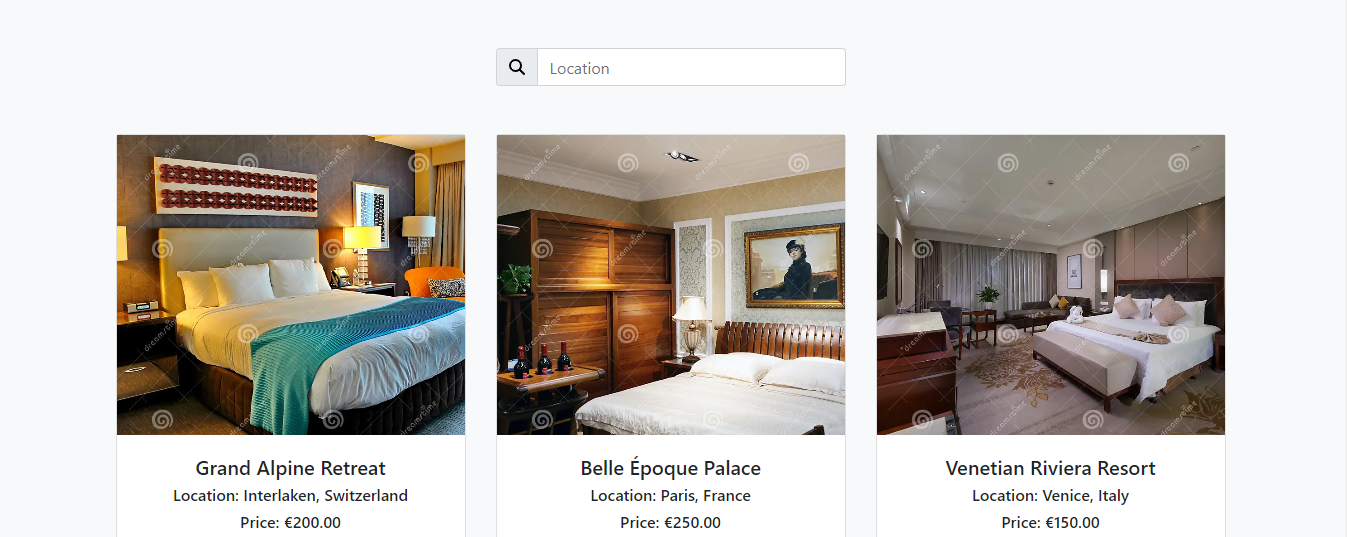 Location
Grand Alpine Retreat
Location: Interlaken, Switzerland
Price: €200.00
Belle Époque Palace
Location: Paris, France
Price: €250.00
Venetian Riviera Resort
Location: Venice, Italy
Price: €150.00
dreamstime